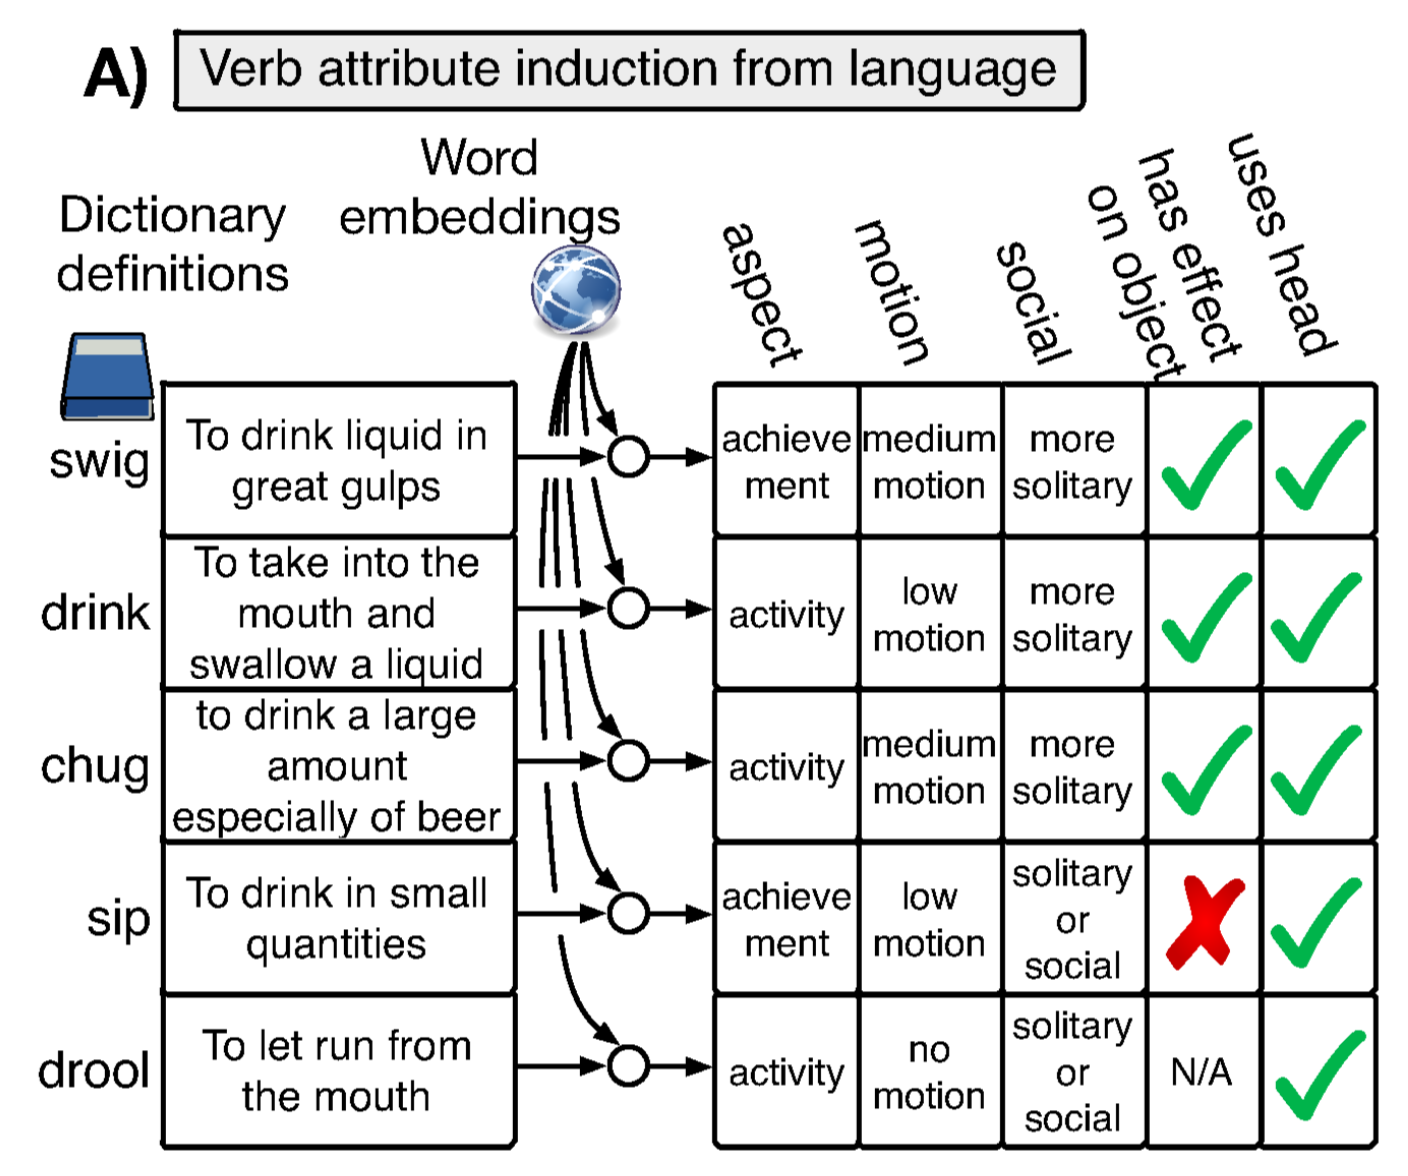 A) Verb attribute induction from language
Word
embeddings
Dictionary
definitions
aspect
motion
social
has effect
on object
uses head
swig
To drink liquid in
great gulps
achieve
ment
medium
motion
more
solitary
drink
To take into the
mouth and
swallow a liquid
activity
low
motion
more
solitary
chug
to drink a large
amount
especially of beer
activity
medium
motion
more
solitary
sip
To drink in small
quantities
achieve
ment
low
motion
solitary
or
social
drool
To let run from
the mouth
activity
no
motion
solitary
or
social
N/A